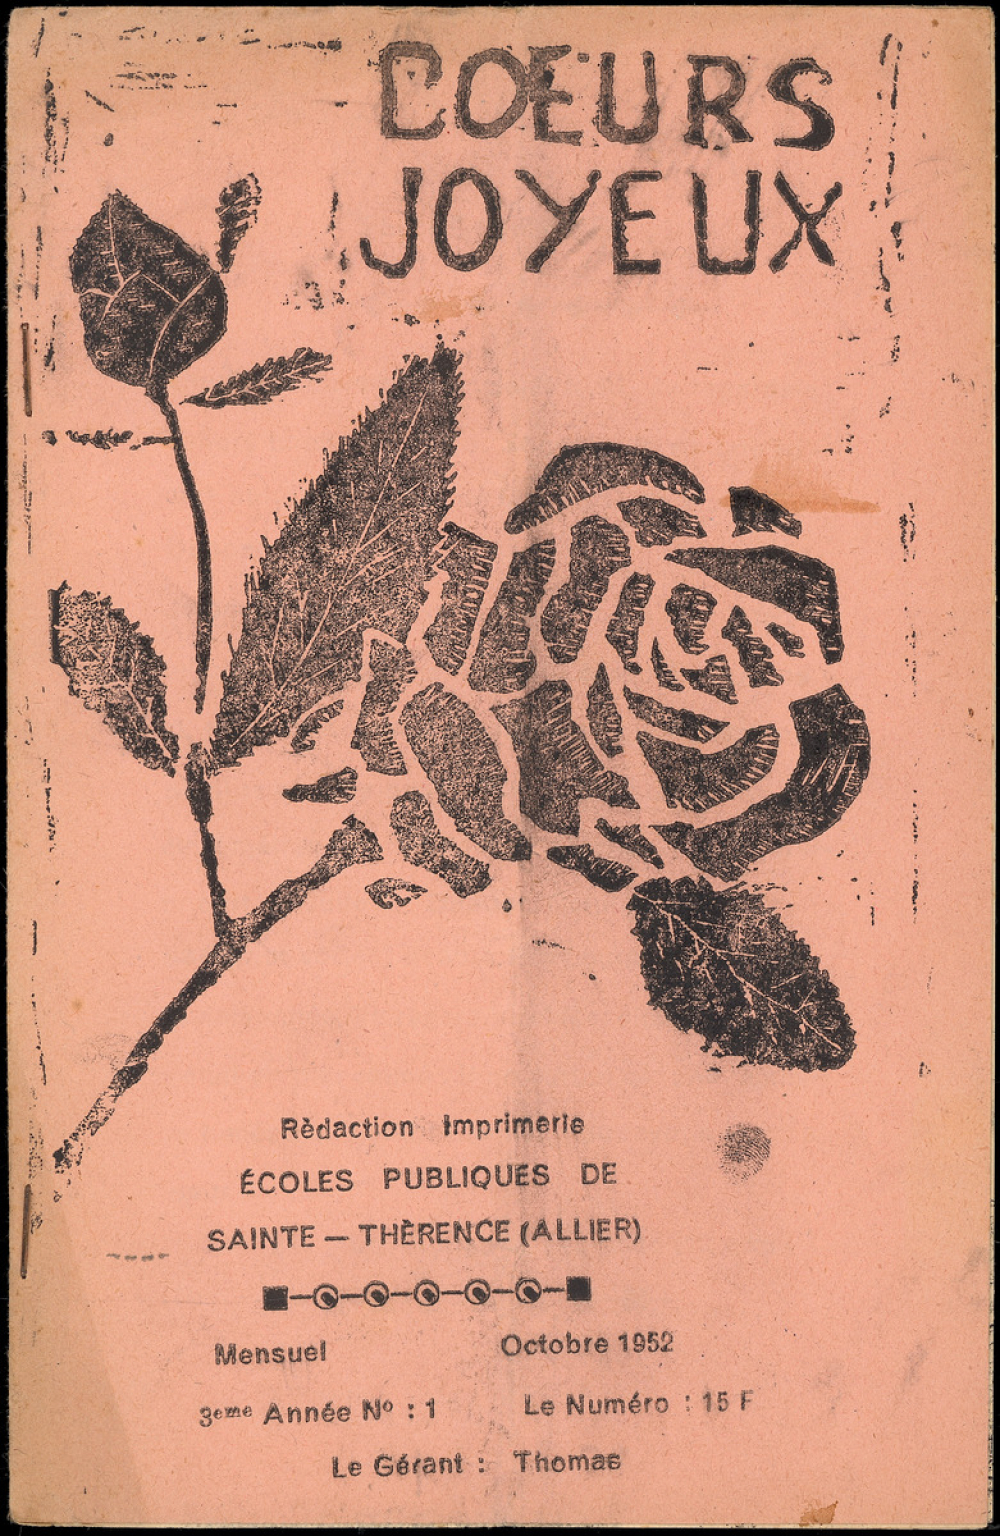 COEURS
JOYEUX
Rèdaction Imprimerie
ÉCOLES PUBLIQUES DE
SAINTE — THÈRENCE (ALLIER)
Mensuel Octobre 1952
3eme Année Nº : 1 Le Numéro : 15 F
Le Gérant : Thomas